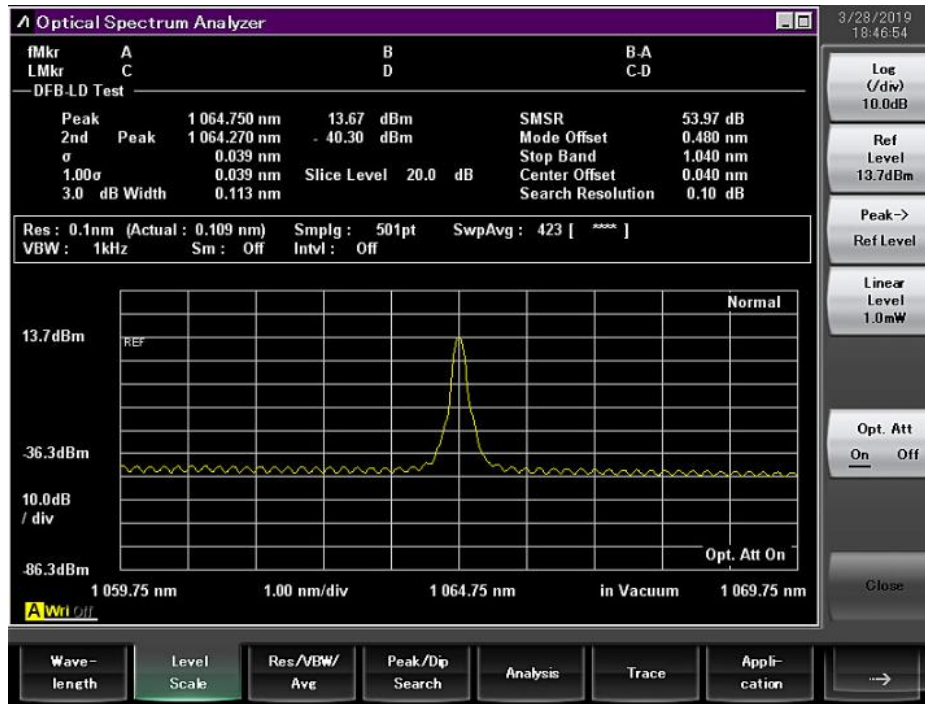 Optical Spectrum Analyzer
3/28/2019
18:46:54
fMkr A B B-A
LMkr C D C-D
DFB-LD Test
Peak 1 064.750 nm 13.67 dBm SMSR 53.97 dB
2nd Peak 1 064.270 nm - 40.30 dBm Mode Offset 0.480 nm
σ 0.039 nm Stop Band 1.040 nm
1.00σ 0.039 nm Slice Level 20.0 dB Center Offset 0.040 nm
3.0 dB Width 0.113 nm Search Resolution 0.10 dB
Res : 0.1nm (Actual : 0.109 nm) Smplg : 501pt SwpAvg : 423 [ **** ]
VBW : 1kHz Sm : Off Intvl : Off
Normal
13.7dBm
REF
-36.3dBm
10.0dB
/ div
Opt. Att On
-86.3dBm
1 059.75 nm 1.00 nm/div 1 064.75 nm in Vacuum 1 069.75 nm
A Wri Off
Log
(/div)
10.0dB
Ref
Level
13.7dBm
Peak->
Ref Level
Linear
Level
1.0mW
Opt. Att
On Off
Close
Wave-
length
Level
Scale
Res/VBW/
Avg
Peak/Dip
Search
Analysis
Trace
Appli-
cation